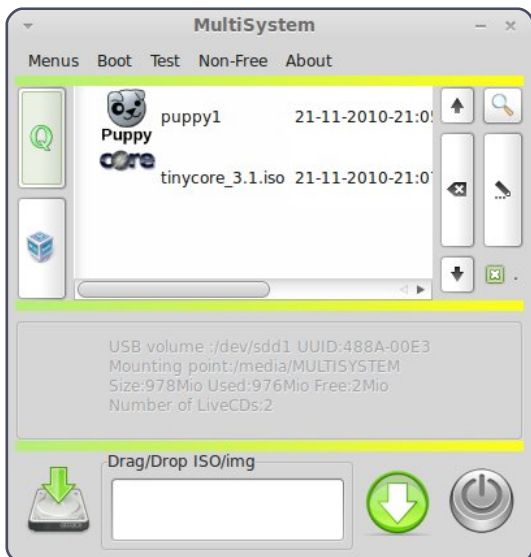 MultiSystem
Menus Boot Test Non-Free About
Q
Puppy
puppy1 21-11-2010-21:05
core
tinycore_3.1.iso 21-11-2010-21:07
USB volume :/dev/sdd1 UUID:488A-00E3
Mounting point:/media/MULTISYSTEM
Size:978Mio Used:976Mio Free:2Mio
Number of LiveCDs:2
Drag/Drop ISO/img